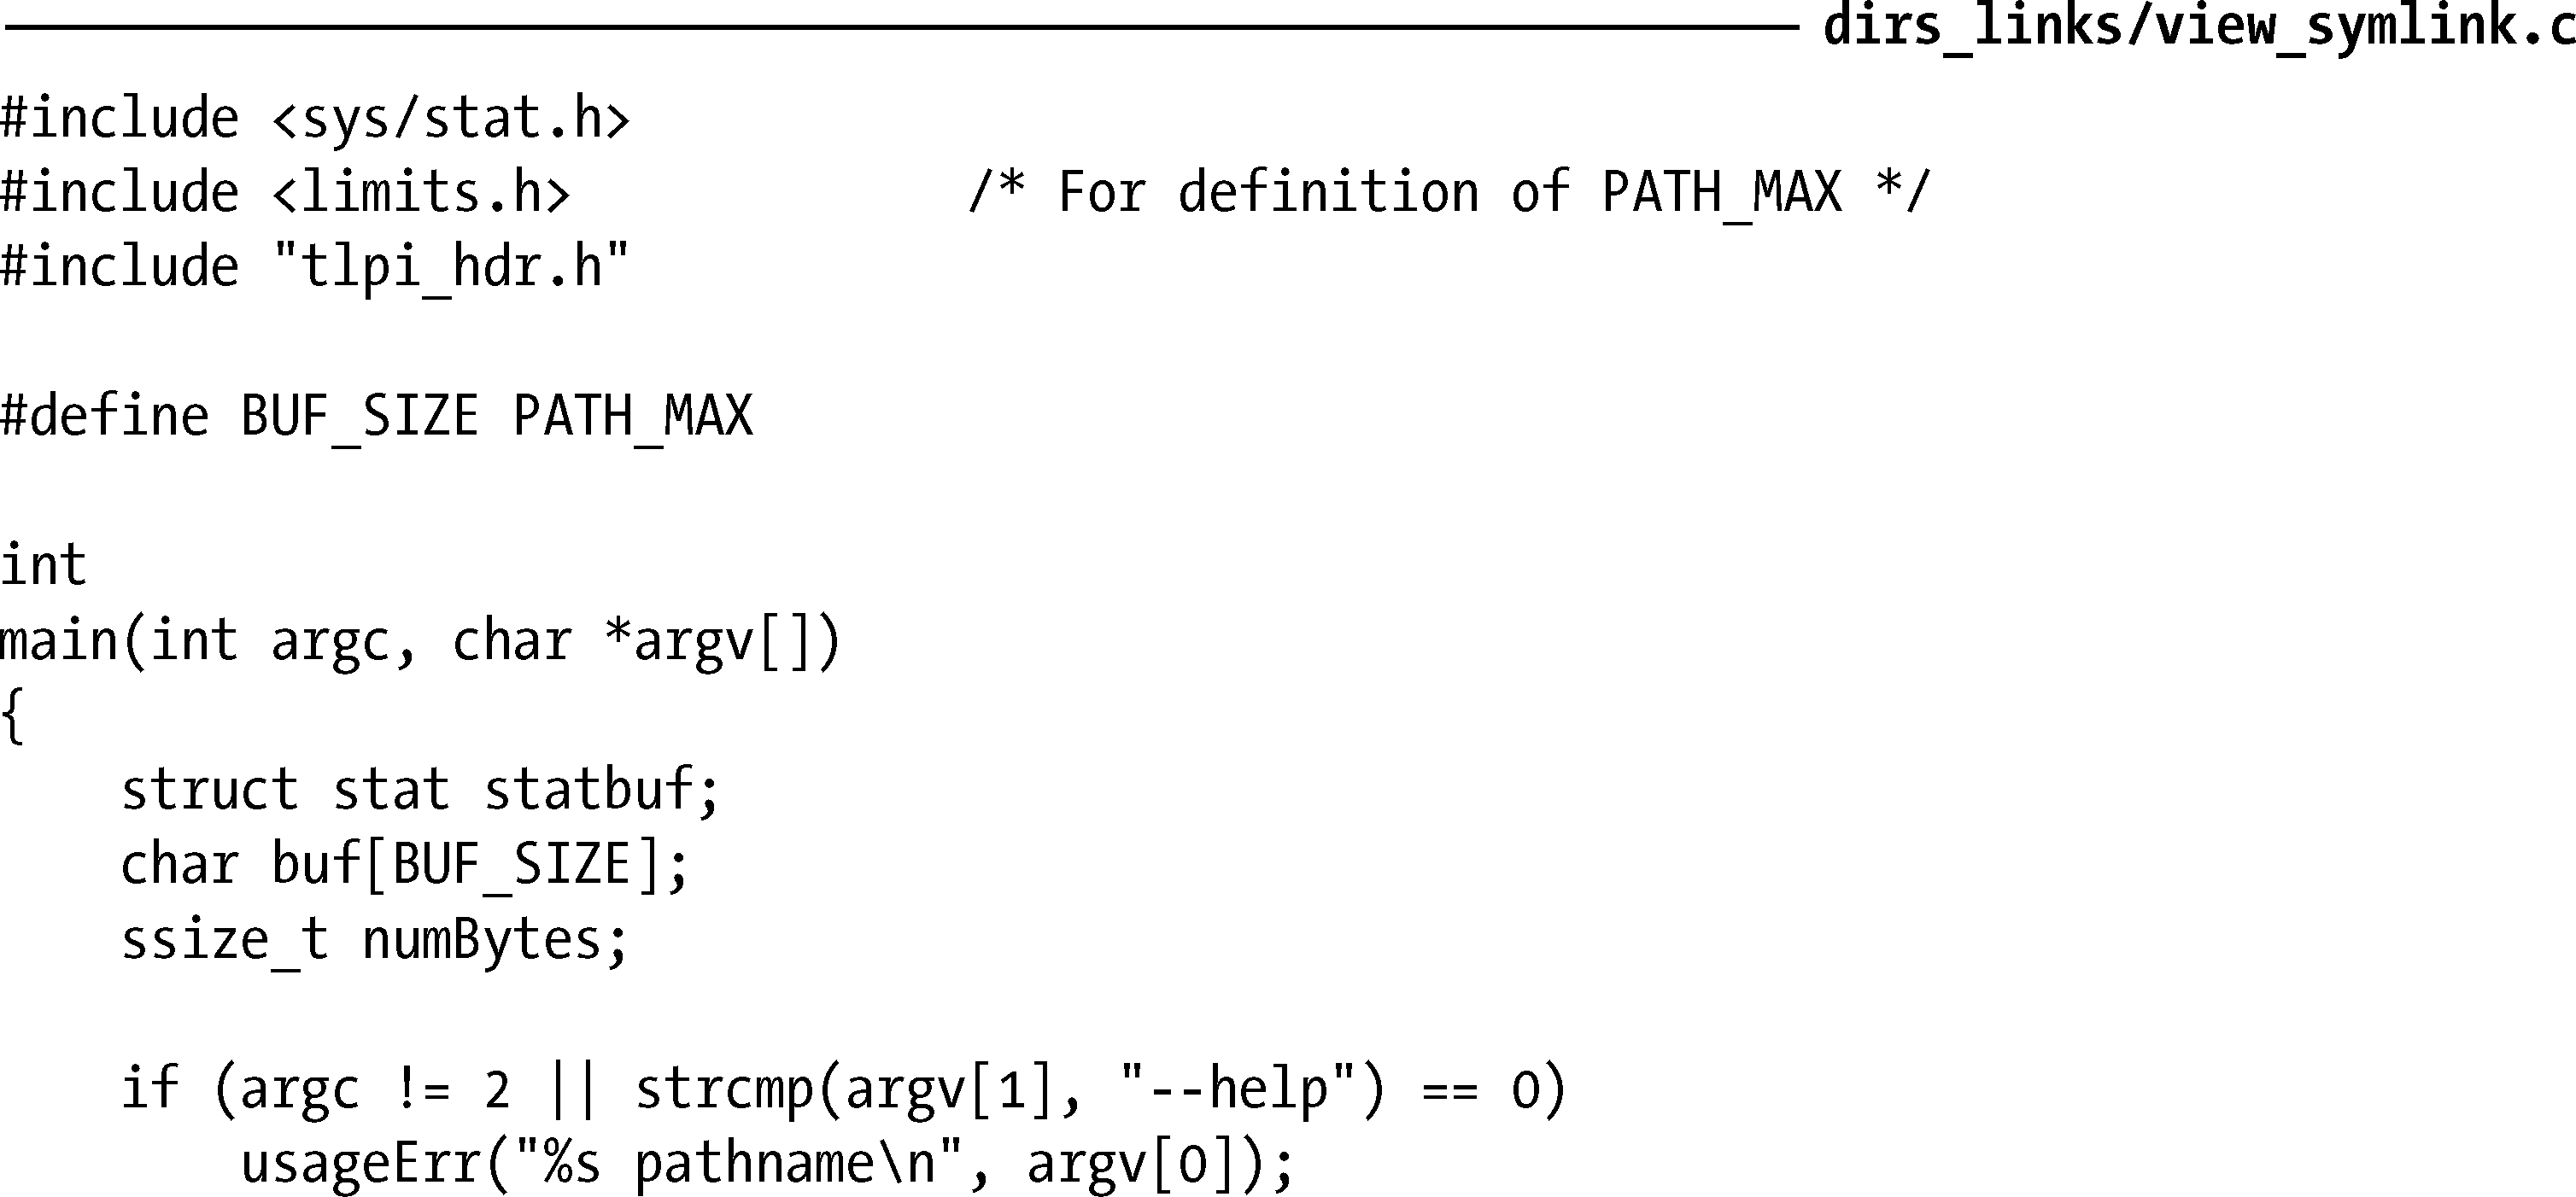 dirs_links/view_symlink.c
#include <sys/stat.h>
#include <limits.h>             /* For definition of PATH_MAX */
#include "tlpi_hdr.h"

#define BUF_SIZE PATH_MAX

int
main(int argc, char *argv[])
{
    struct stat statbuf;
    char buf[BUF_SIZE];
    ssize_t numBytes;

    if (argc != 2 || strcmp(argv[1], "--help") == 0)
        usageErr("%s pathname\n", argv[0]);